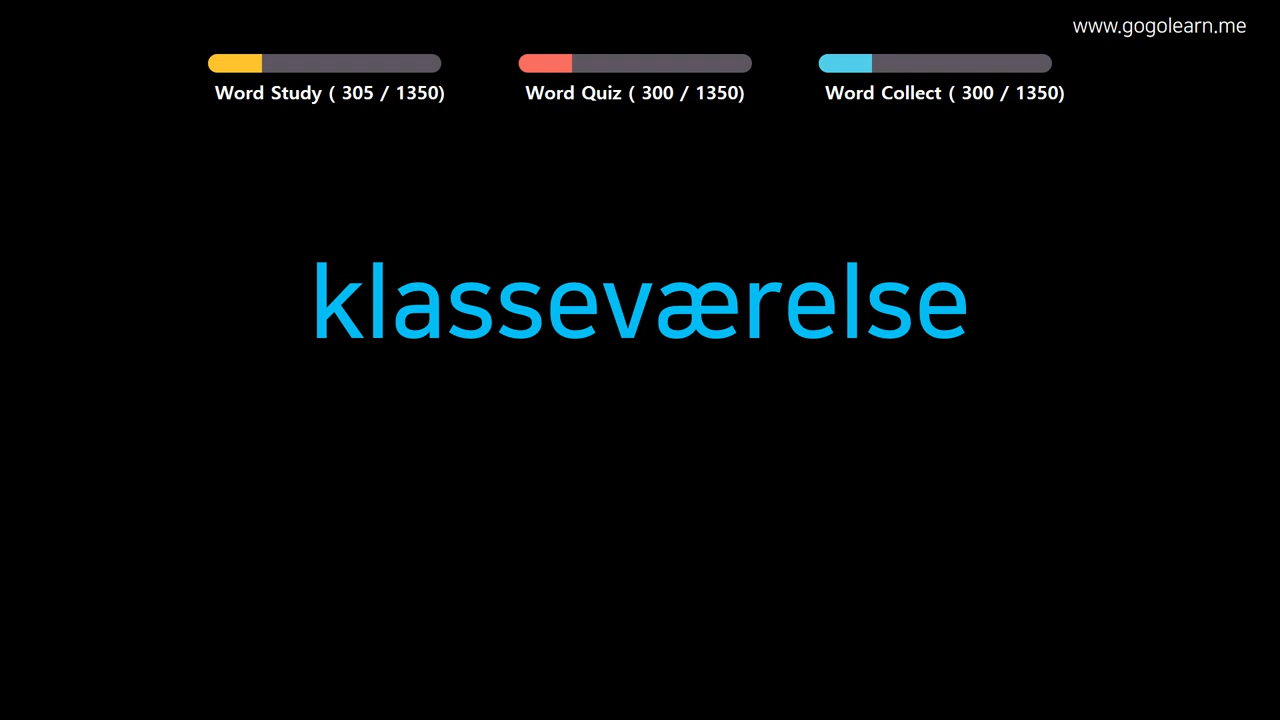 www.gogolearn.me
Word Study ( 305 / 1350)
Word Quiz ( 300 / 1350)
Word Collect ( 300 / 1350)
klasseværelse